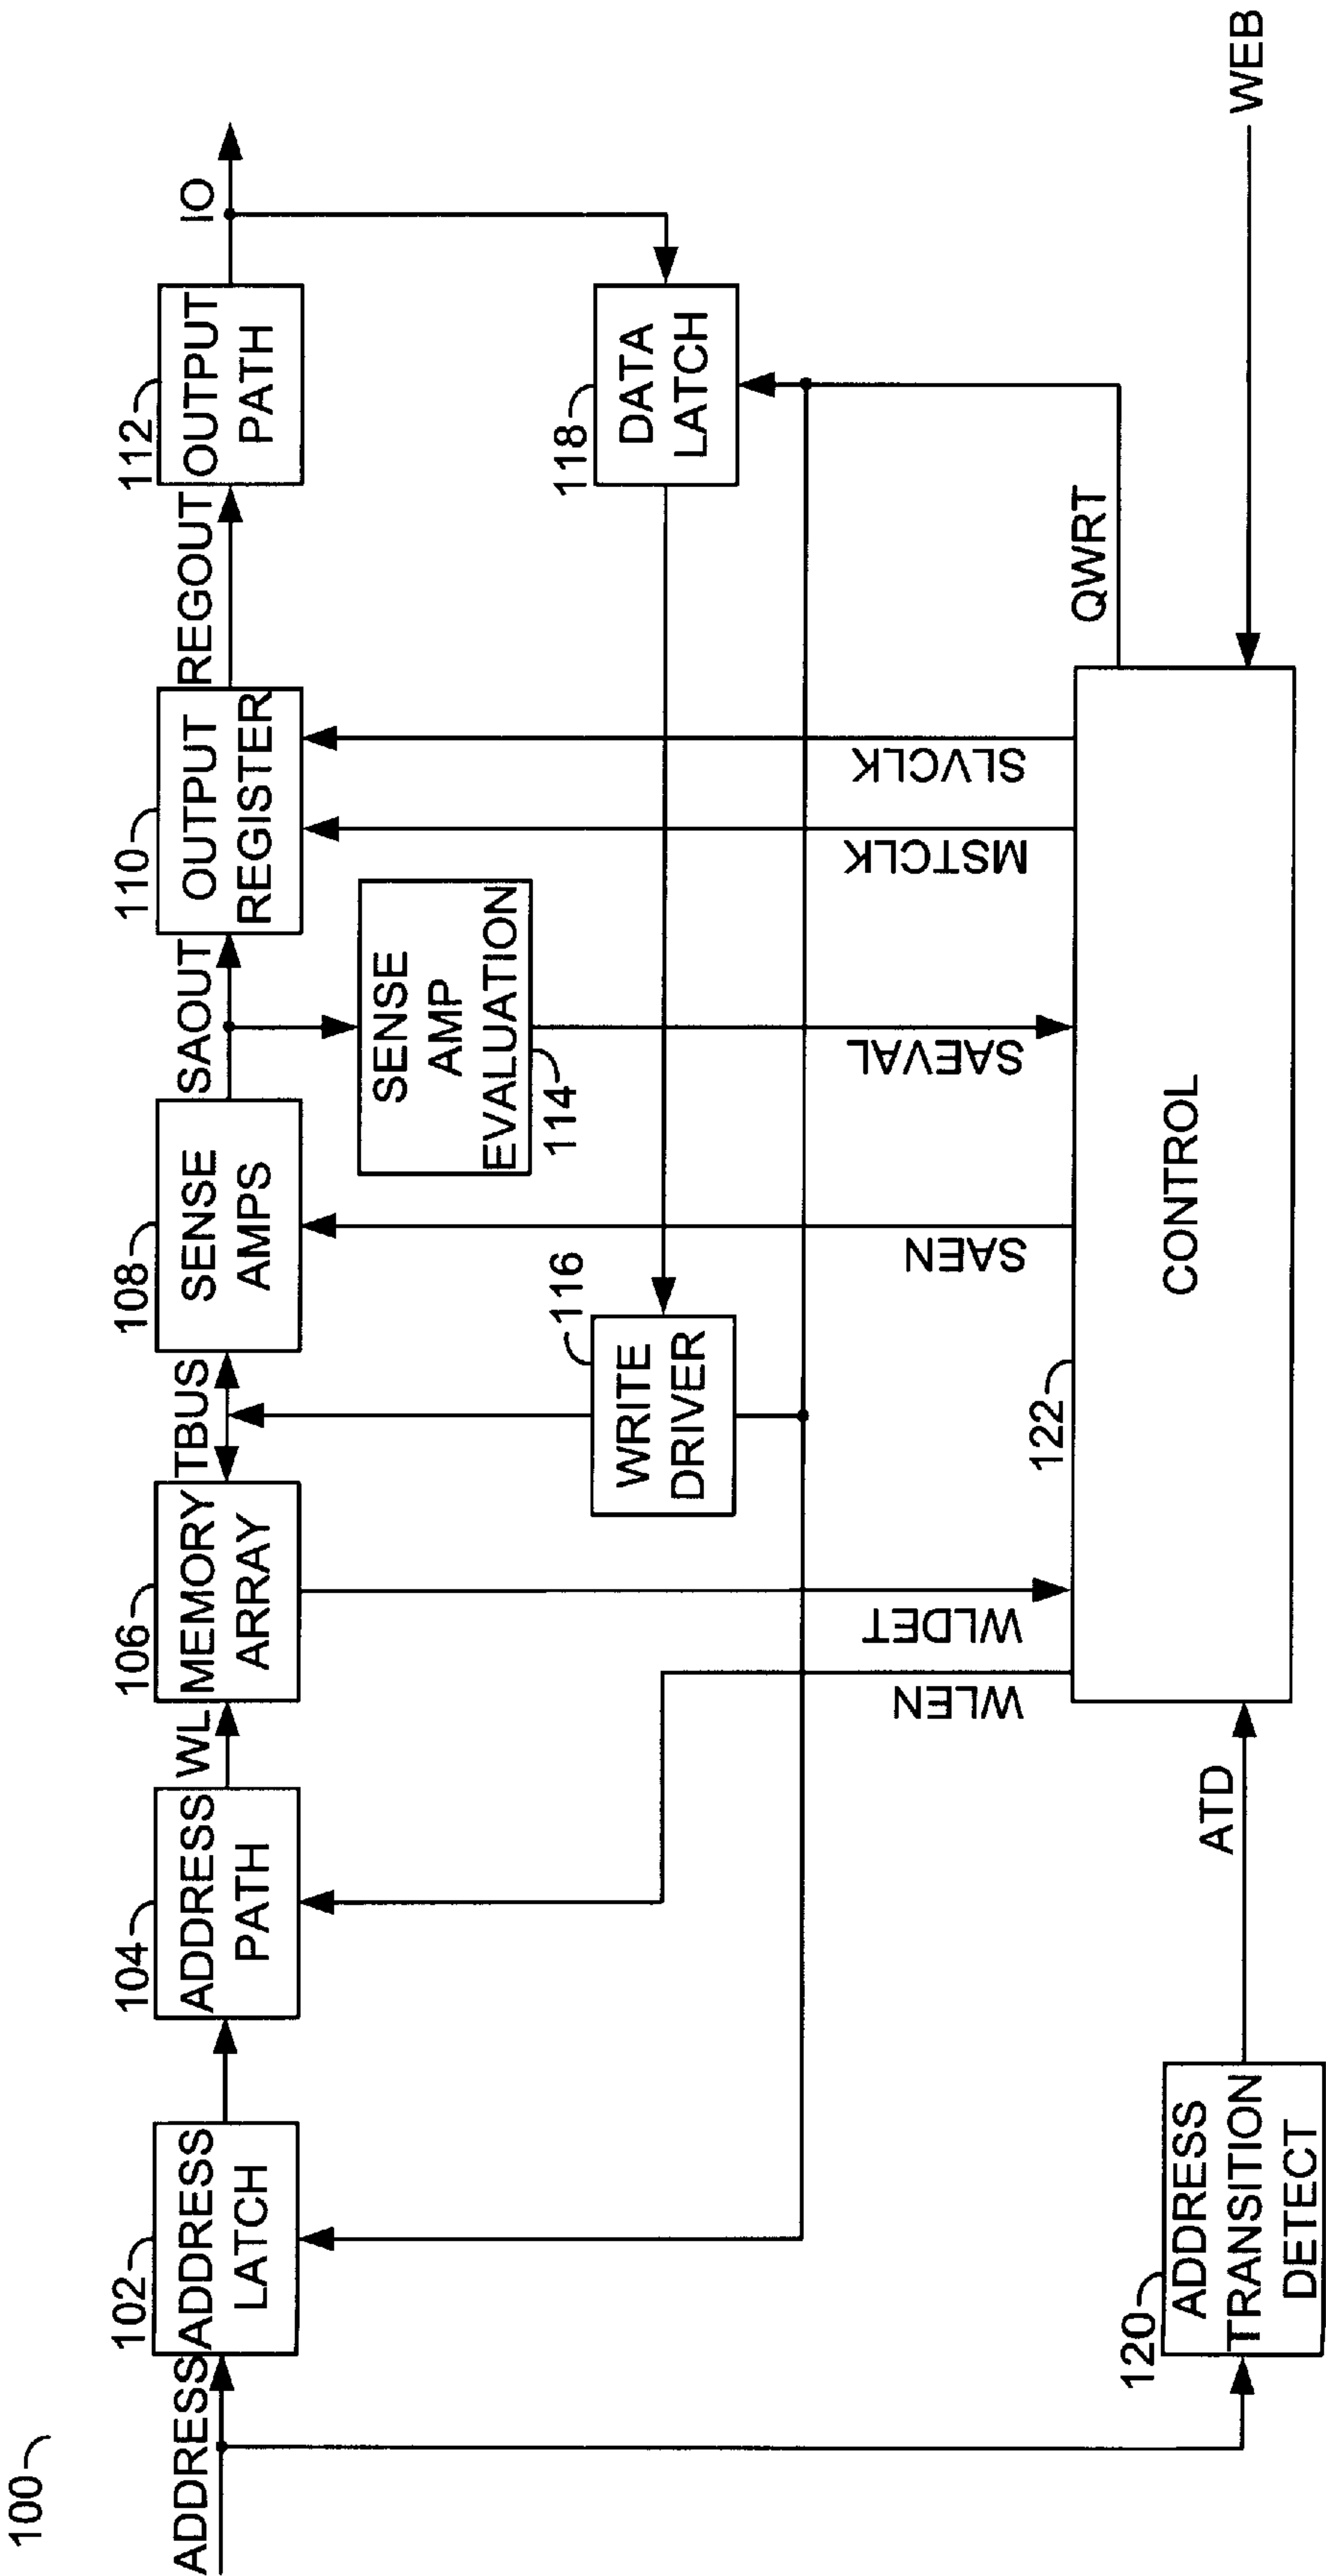 100
ADDRESS
102
ADDRESS
LATCH
104
ADDRESS
PATH
WL
106
MEMORY
ARRAY
TBUS
108
SENSE
AMPS
SAOUT
110
OUTPUT
REGISTER
REGOUT
112
OUTPUT
PATH
IO
SENSE
AMP
EVALUATION
114
116
WRITE
DRIVER
118
DATA
LATCH
WLEN
WLDET
SAEN
SAEVAL
MSTCLK
SLVCLK
QWRT
120
ADDRESS
TRANSITION
DETECT
ATD
122
CONTROL
WEB